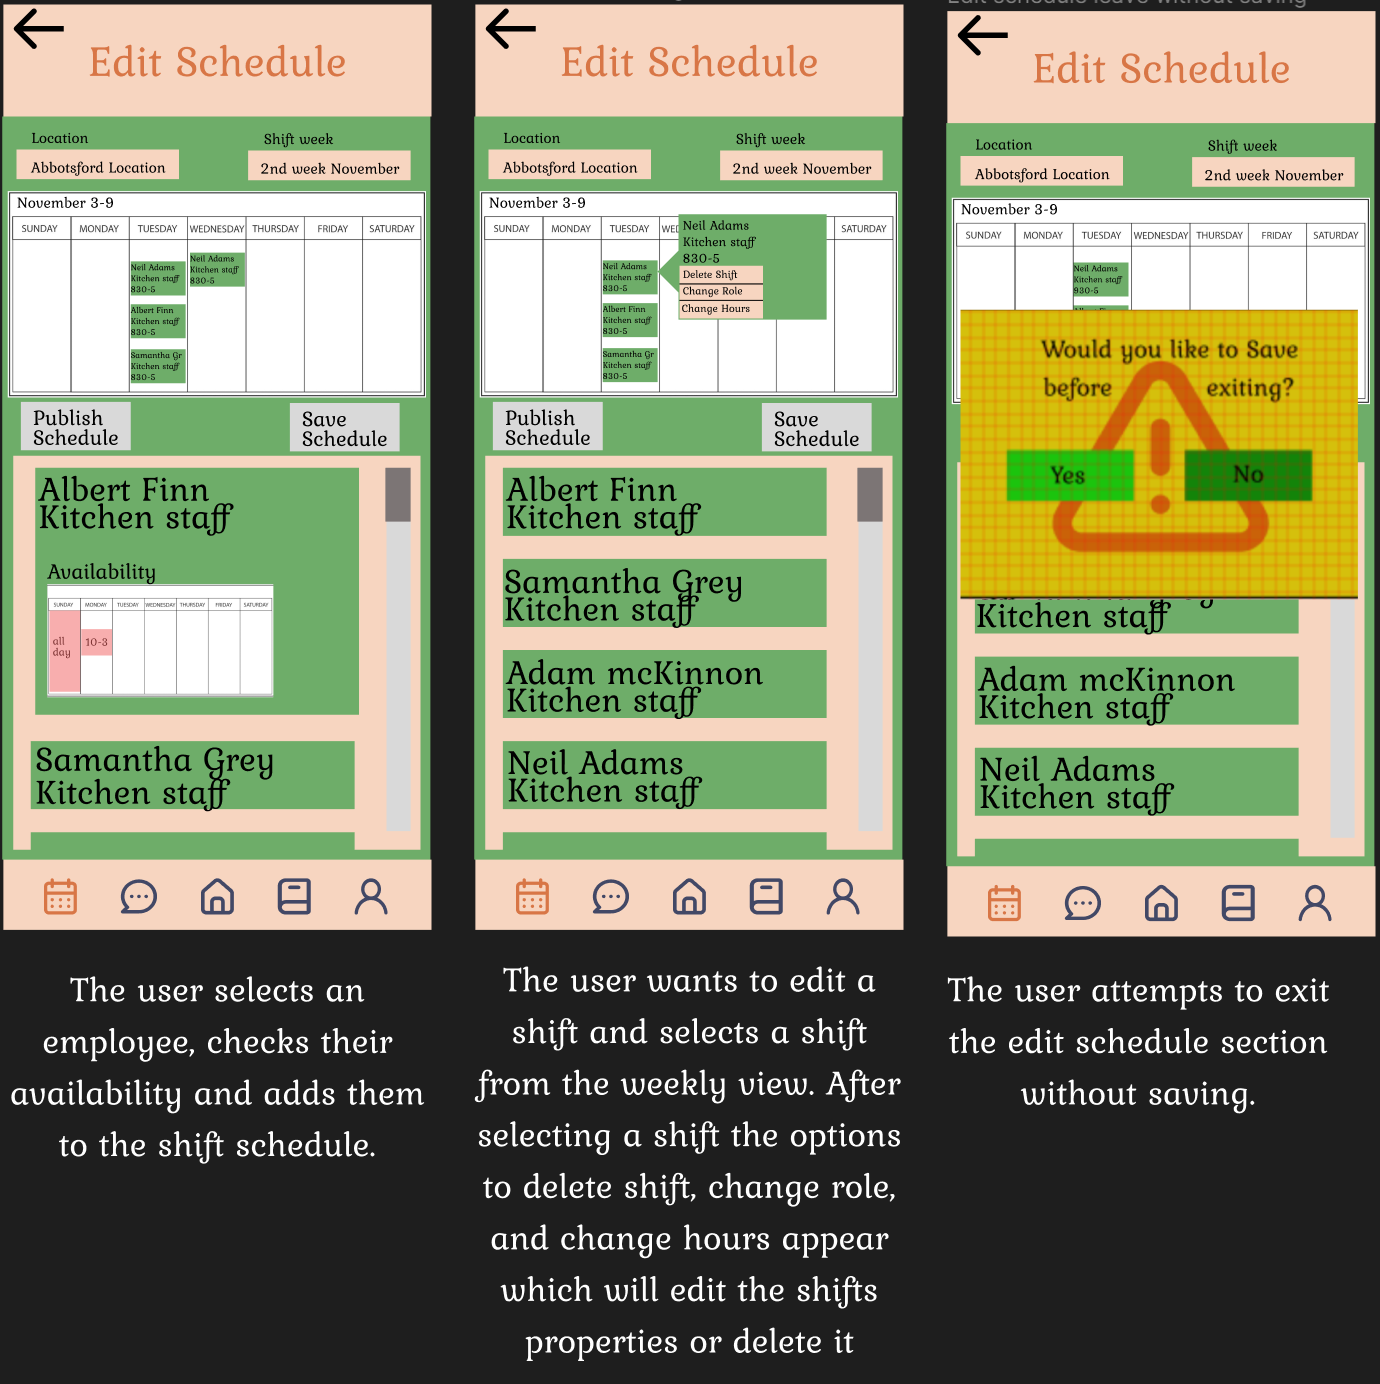 Edit Schedule
Location
Shift week
Abbotsford Location
2nd week November
November 3-9
SUNDAY MONDAY TUESDAY WEDNESDAY THURSDAY FRIDAY SATURDAY
Neil Adams
Kitchen staff
830-5
Neil Adams
Kitchen staff
830-5
Albert Finn
Kitchen staff
830-5
Samantha Gr
Kitchen staff
830-5
Publish
Schedule
Save
Schedule
Albert Finn
Kitchen staff
Availability
SUNDAY MONDAY TUESDAY WEDNESDAY THURSDAY FRIDAY SATURDAY
all
day
10-3
Samantha Grey
Kitchen staff
The user selects an
employee, checks their
availability and adds them
to the shift schedule.
Edit Schedule
Location
Shift week
Abbotsford Location
2nd week November
November 3-9
SUNDAY MONDAY TUESDAY WED SATURDAY
Neil Adams
Kitchen staff
830-5
Delete Shift
Change Role
Change Hours
Neil Adams
Kitchen staff
830-5
Albert Finn
Kitchen staff
830-5
Samantha Gr
Kitchen staff
830-5
Publish
Schedule
Save
Schedule
Albert Finn
Kitchen staff
Samantha Grey
Kitchen staff
Adam mcKinnon
Kitchen staff
Neil Adams
Kitchen staff
The user wants to edit a
shift and selects a shift
from the weekly view. After
selecting a shift the options
to delete shift, change role,
and change hours appear
which will edit the shifts
properties or delete it
Edit schedule leave without saving
Edit Schedule
Location
Shift week
Abbotsford Location
2nd week November
November 3-9
SUNDAY MONDAY TUESDAY WEDNESDAY THURSDAY FRIDAY SATURDAY
Neil Adams
Kitchen staff
830-5
Would you like to Save
before exiting?
Yes
No
Kitchen staff
Adam mcKinnon
Kitchen staff
Neil Adams
Kitchen staff
The user attempts to exit
the edit schedule section
without saving.